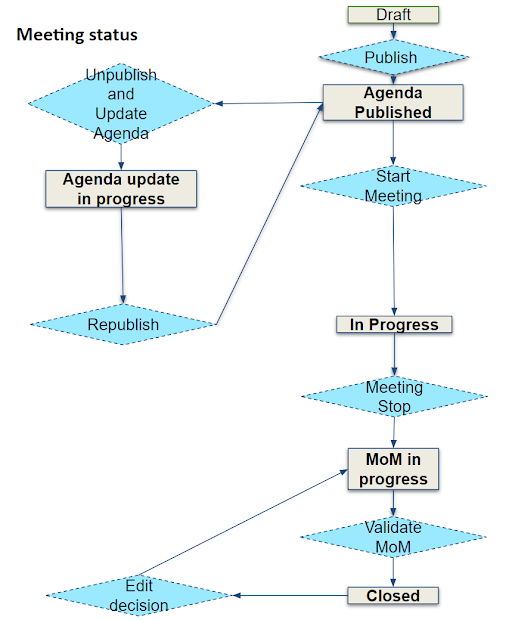 Meeting status
Draft
Publish
Unpublish
and
Update
Agenda
Agenda
Published
Agenda update
in progress
Start
Meeting
Republish
In Progress
Meeting
Stop
MoM in
progress
Validate
MoM
Edit
decision
Closed